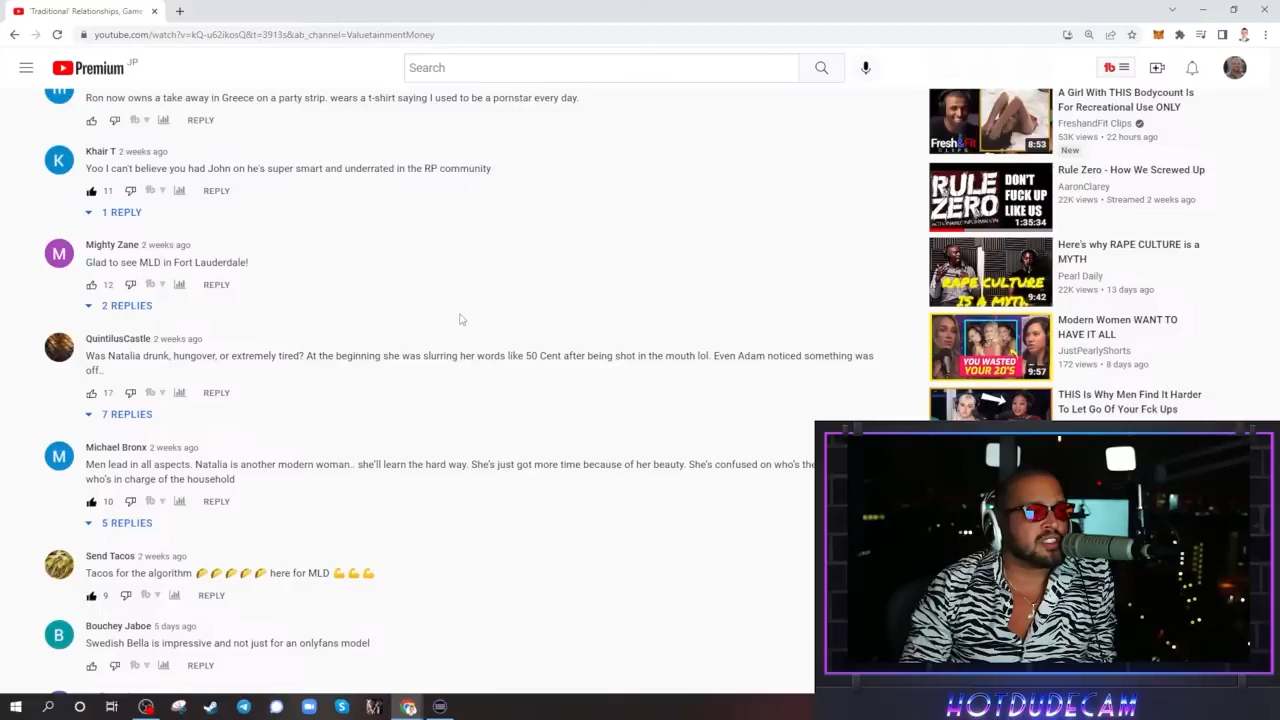 'Traditional' Relationships, Game
youtube.com/watch?v=kQ-u62ikosQ&t=3913s&ab_channel=ValuetainmentMoney
Premium JP
Search
Ron now owns a take away in Greece on a party strip. wears a t-shirt saying I used to be a pornstar every day.
REPLY
K
Khair T 2 weeks ago
Yoo I can't believe you had John on he's super smart and underrated in the RP community
11 REPLY
1 REPLY
M
Mighty Zane 2 weeks ago
Glad to see MLD in Fort Lauderdale!
12 REPLY
2 REPLIES
QuintilusCastle 2 weeks ago
Was Natalia drunk, hungover, or extremely tired? At the beginning she was slurring her words like 50 Cent after being shot in the mouth lol. Even Adam noticed something was
off..
17 REPLY
7 REPLIES
M
Michael Bronx 2 weeks ago
Men lead in all aspects. Natalia is another modern woman.. she'll learn the hard way. She's just got more time because of her beauty. She's confused on who's the
who's in charge of the household
10 REPLY
5 REPLIES
Send Tacos 2 weeks ago
Tacos for the algorithm 🌮🌮🌮🌮🌮 here for MLD 💪💪💪
9 REPLY
B
Bouchey Jaboe 5 days ago
Swedish Bella is impressive and not just for an onlyfans model
REPLY
A Girl With THIS Bodycount Is
For Recreational Use ONLY
FreshandFit Clips
53K views • 22 hours ago
New
Fresh&Fit
CLIPS
8:53
Rule Zero - How We Screwed Up
AaronClarey
22K views • Streamed 2 weeks ago
RULE
ZERO
DON'T
FUCK UP
LIKE US
1:35:34
Here's why RAPE CULTURE is a
MYTH
Pearl Daily
22K views • 13 days ago
RAPE CULTURE
IS A MYTH
9:42
Modern Women WANT TO
HAVE IT ALL
JustPearlyShorts
172 views • 8 days ago
YOU WASTED
YOUR 20'S
9:57
THIS Is Why Men Find It Harder
To Let Go Of Your Fck Ups
HOTDUDECAM